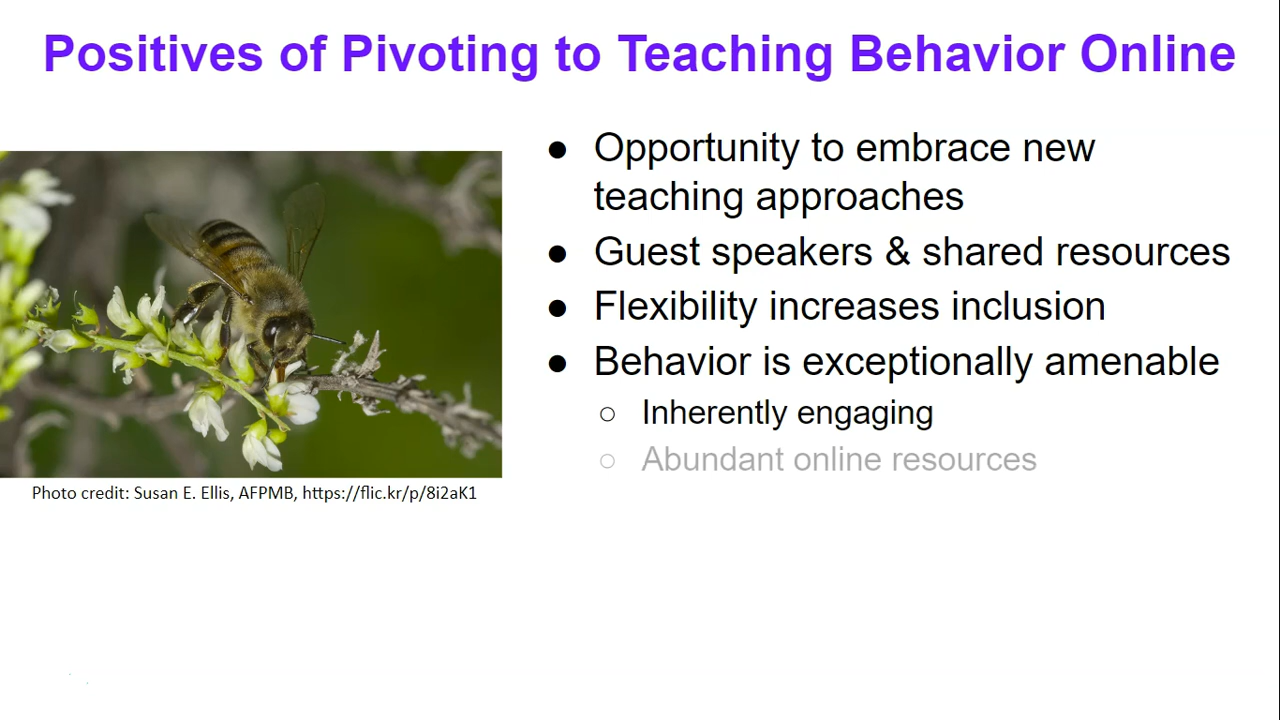 Positives of Pivoting to Teaching Behavior Online
● Opportunity to embrace new
teaching approaches
● Guest speakers & shared resources
● Flexibility increases inclusion
● Behavior is exceptionally amenable
○ Inherently engaging
○ Abundant online resources
Photo credit: Susan E. Ellis, AFPMB, https://flic.kr/p/8i2aK1